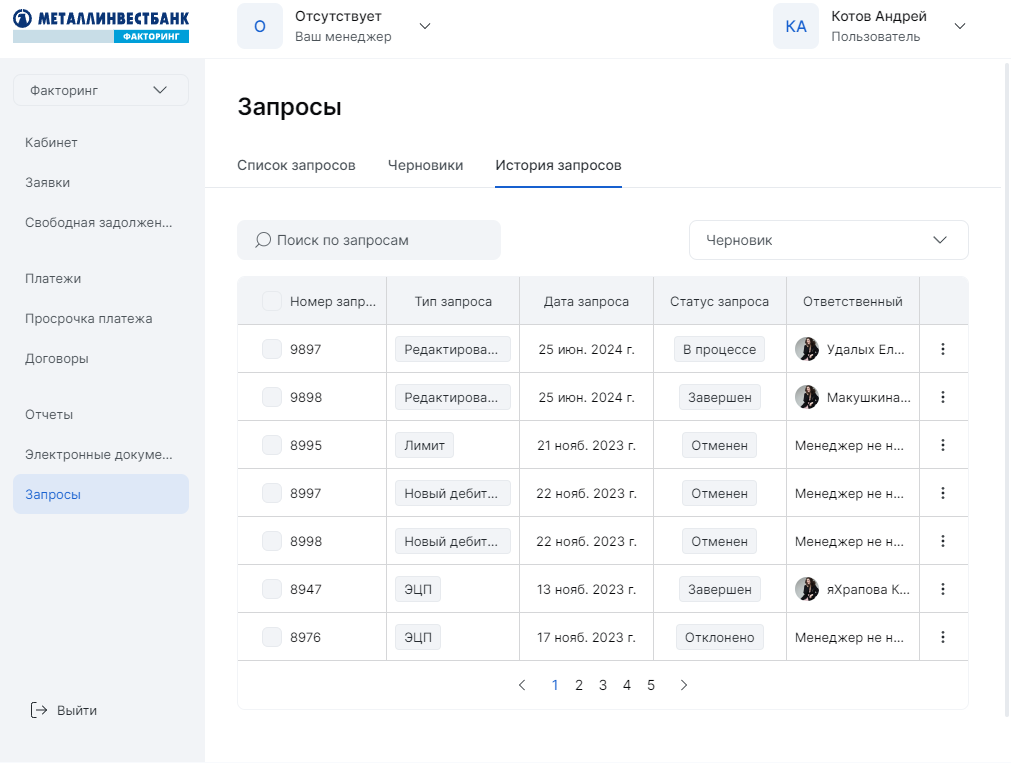 МЕТАЛЛИНВЕСТБАНК
ФАКТОРИНГ
О
Отсутствует
Ваш менеджер
КА
Котов Андрей
Пользователь
Факторинг
Кабинет
Заявки
Свободная задолжен...
Платежи
Просрочка платежа
Договоры
Отчеты
Электронные докуме...
Запросы
Выйти
Запросы
Список запросов Черновики История запросов
Поиск по запросам
Черновик
Номер запр... Тип запроса Дата запроса Статус запроса Ответственный
9897 Редактирова... 25 июн. 2024 г. В процессе Удалых Ел...
9898 Редактирова... 25 июн. 2024 г. Завершен Макушкина...
8995 Лимит 21 нояб. 2023 г. Отменен Менеджер не н...
8997 Новый дебит... 22 нояб. 2023 г. Отменен Менеджер не н...
8998 Новый дебит... 22 нояб. 2023 г. Отменен Менеджер не н...
8947 ЭЦП 13 нояб. 2023 г. Завершен яХрапова К...
8976 ЭЦП 17 нояб. 2023 г. Отклонено Менеджер не н...
1 2 3 4 5